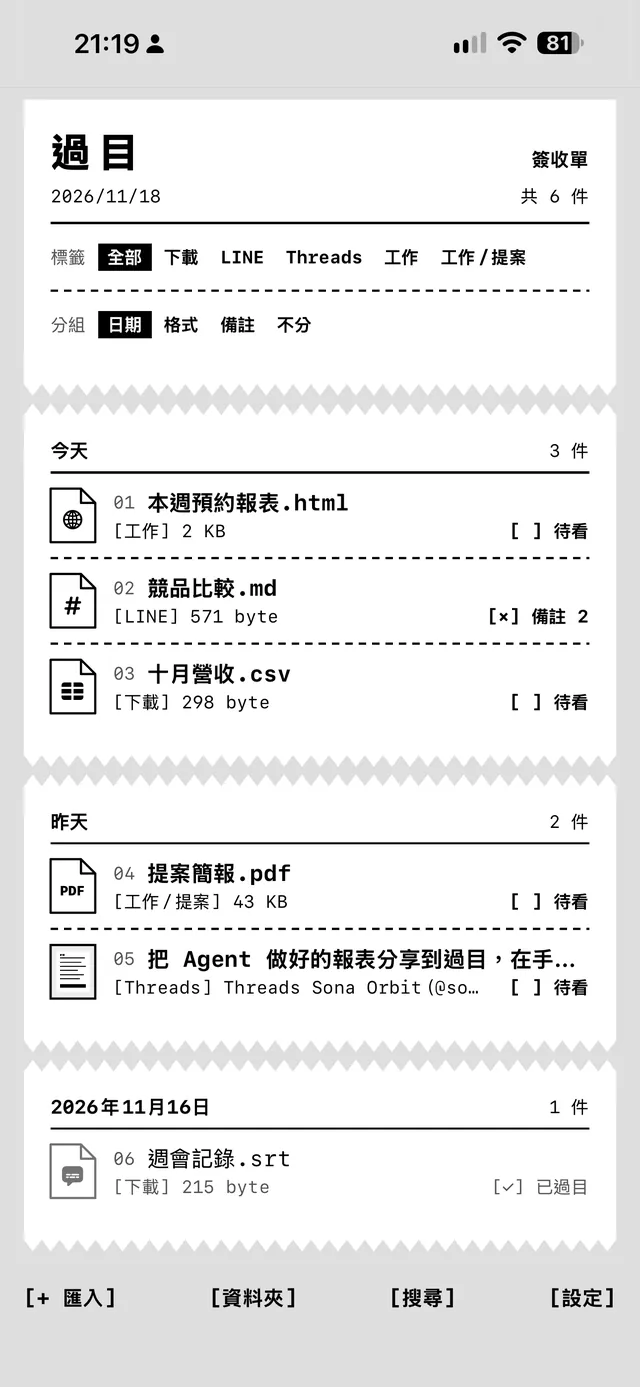 21:19
81
過目
簽收單
2026/11/18
共 6 件
標籤 全部 下載 LINE Threads 工作 工作/提案
分組 日期 格式 備註 不分
今天 3 件
01 本週預約報表.html
[工作] 2 KB [ ] 待看
#
02 競品比較.md
[LINE] 571 byte [×] 備註 2
03 十月營收.csv
[下載] 298 byte [ ] 待看
昨天 2 件
PDF
04 提案簡報.pdf
[工作/提案] 43 KB [ ] 待看
05 把 Agent 做好的報表分享到過目，在手…
[Threads] Threads Sona Orbit (@so… [ ] 待看
2026年11月16日 1 件
06 週會記錄.srt
[下載] 215 byte [✓] 已過目
[+ 匯入] [資料夾] [搜尋] [設定]